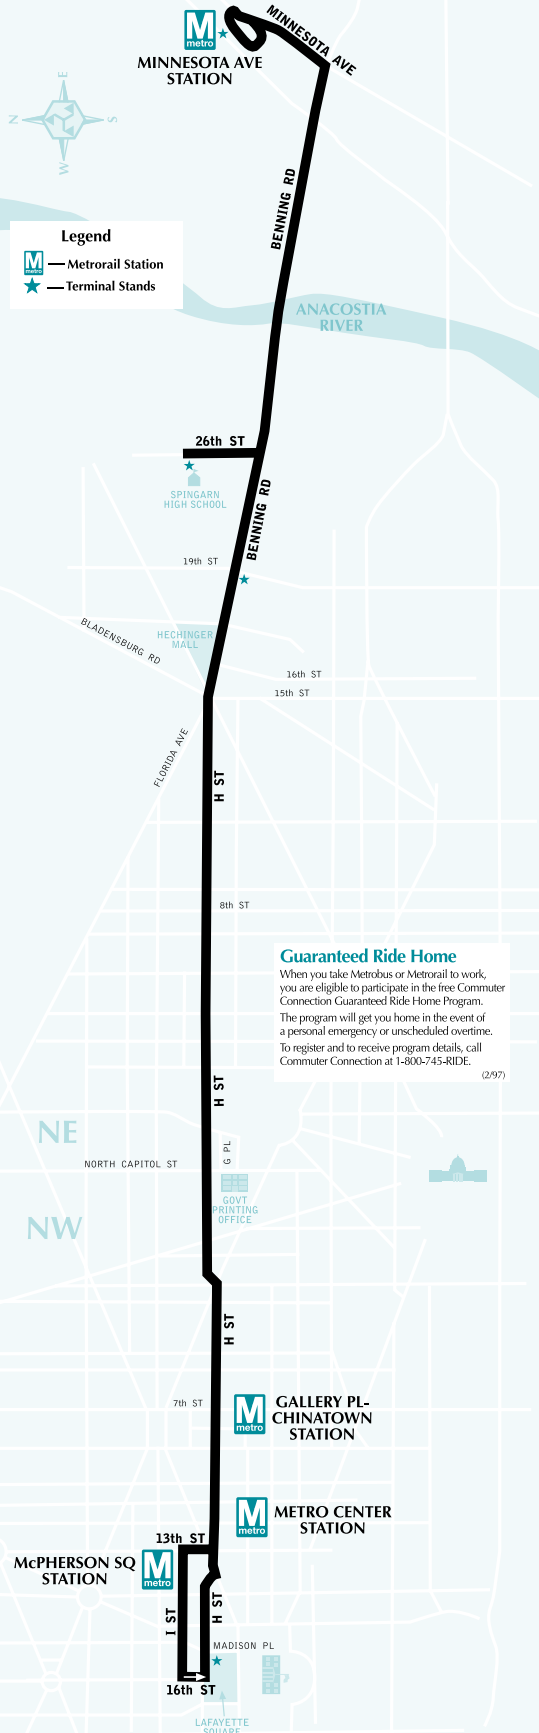 M
metro
MINNESOTA AVE
MINNESOTA AVE
STATION
E
N
S
W
BENNING RD
Legend
M
metro
Metrorail Station
Terminal Stands
ANACOSTIA
RIVER
26th ST
SPINGARN
HIGH SCHOOL
BENNING RD
19th ST
BLADENSBURG RD
HECHINGER
MALL
16th ST
15th ST
FLORIDA AVE
H ST
8th ST
Guaranteed Ride Home
When you take Metrobus or Metrorail to work,
you are eligible to participate in the free Commuter
Connection Guaranteed Ride Home Program.
The program will get you home in the event of
a personal emergency or unscheduled overtime.
To register and to receive program details, call
Commuter Connection at 1-800-745-RIDE.
(2/97)
H ST
NE
G PL
NORTH CAPITOL ST
GOVT
PRINTING
OFFICE
NW
H ST
7th ST
M
metro
GALLERY PL-
CHINATOWN
STATION
M
metro
METRO CENTER
STATION
13th ST
McPHERSON SQ
STATION
M
metro
I ST
H ST
MADISON PL
16th ST
LAFAYETTE
SQUARE